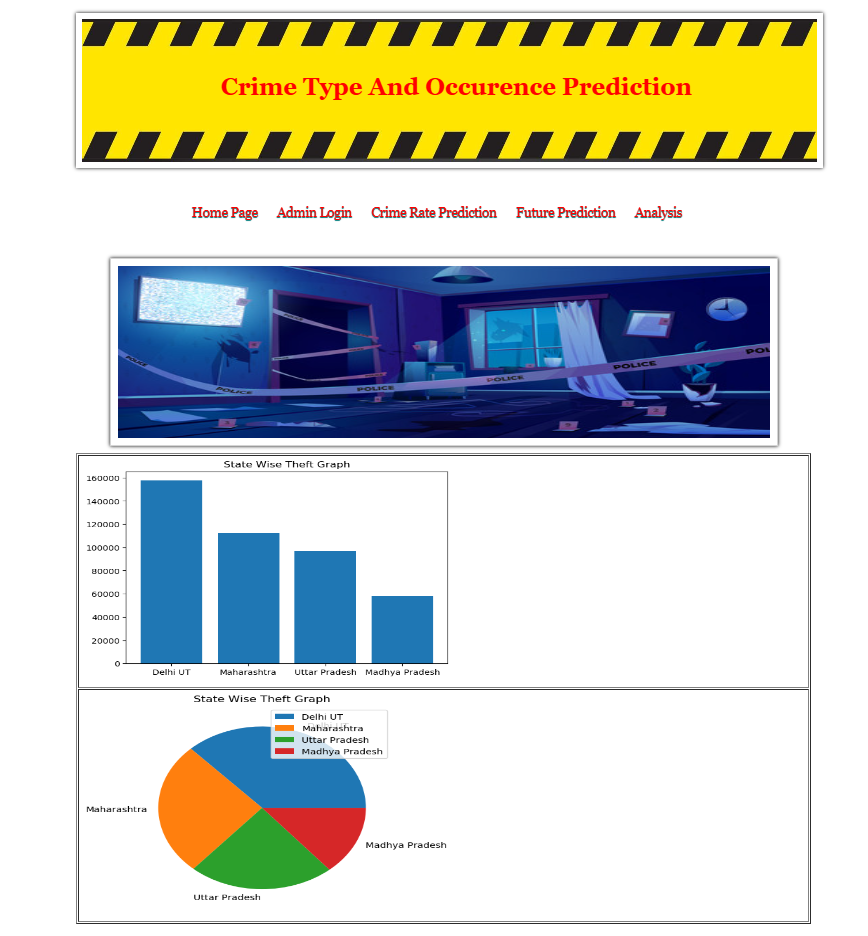 Crime Type And Occurence Prediction
Home Page Admin Login Crime Rate Prediction Future Prediction Analysis
POLICE
POLICE POLICE POLICE POLICE
State Wise Theft Graph
160000
140000
120000
100000
80000
60000
40000
20000
0
Delhi UT Maharashtra Uttar Pradesh Madhya Pradesh
State Wise Theft Graph
Delhi UT
Maharashtra
Uttar Pradesh
Madhya Pradesh
Maharashtra
Madhya Pradesh
Uttar Pradesh